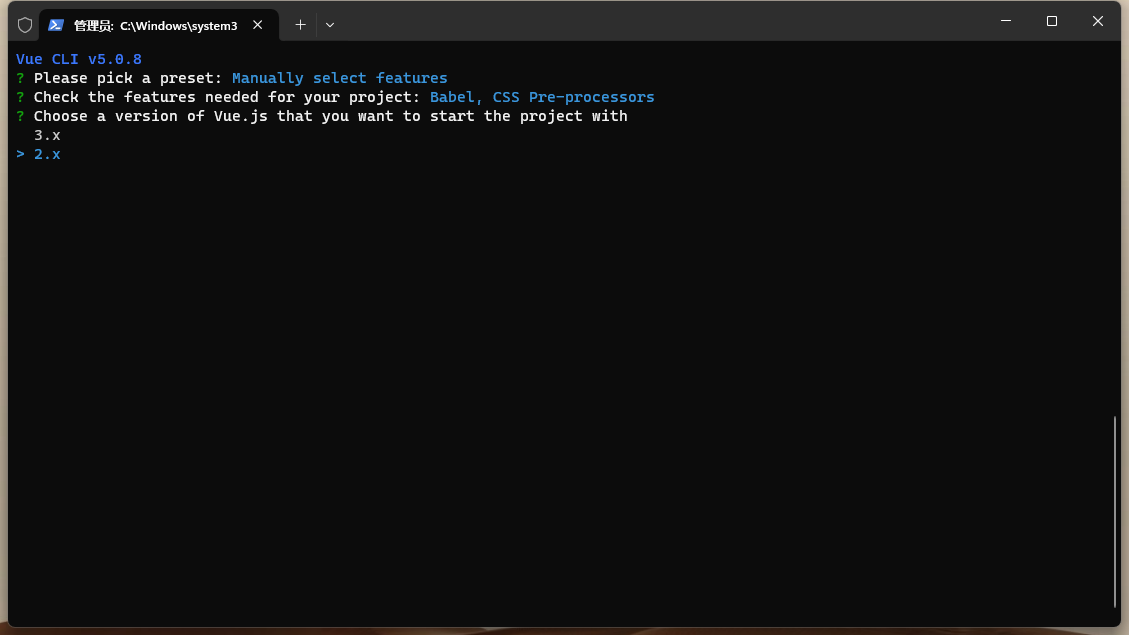 管理员: C:\Windows\system3
Vue CLI v5.0.8
? Please pick a preset: Manually select features
? Check the features needed for your project: Babel, CSS Pre-processors
? Choose a version of Vue.js that you want to start the project with
3.x
> 2.x